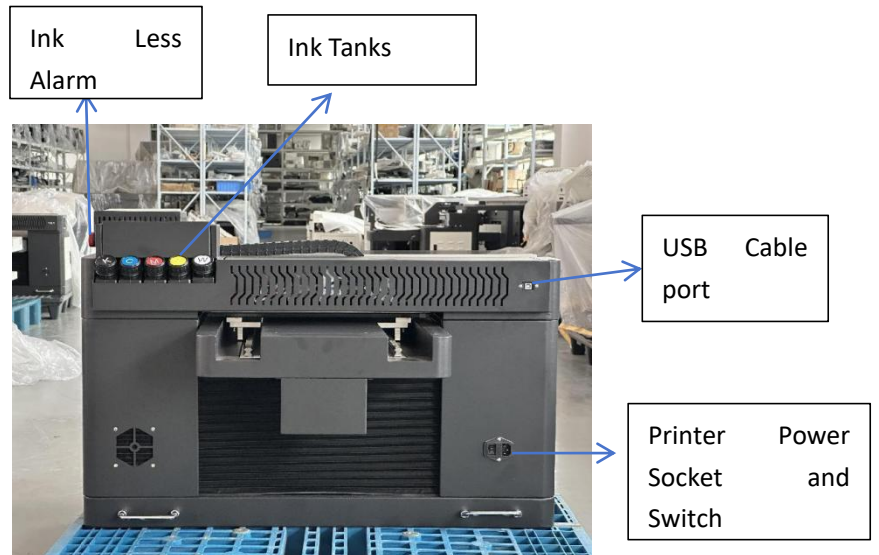 Ink Less
Alarm
Ink Tanks
K C M Y W
USB Cable
port
Printer Power
Socket and
Switch